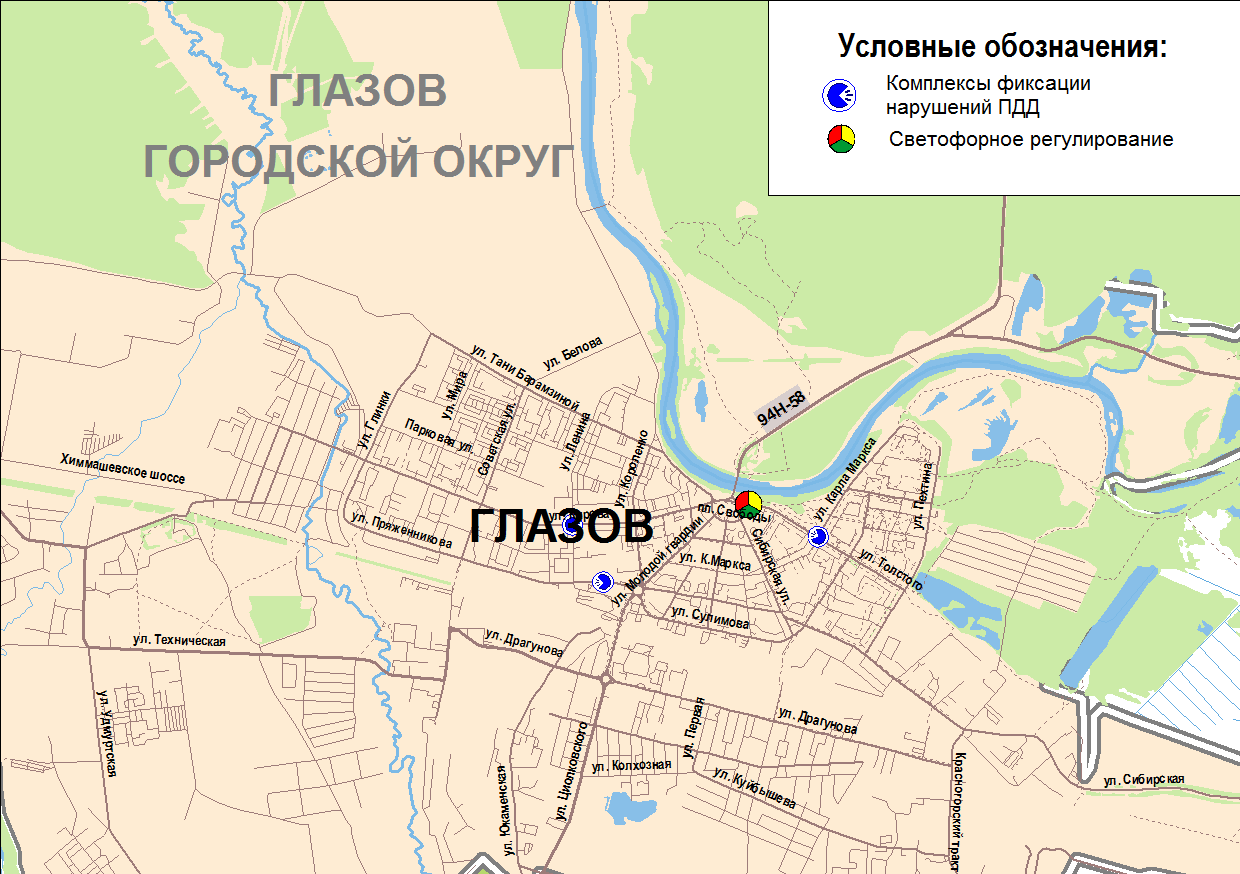 Условные обозначения:
Комплексы фиксации
нарушений ПДД
Светофорное регулирование
ГЛАЗОВ
ГОРОДСКОЙ ОКРУГ
ул. Белова
ул. Тани Барамзиной
ул. Мира
ул. Глинки
Парковая ул.
Советская ул.
ул. Ленина
ул. Короленко
94Н-58
ул. Карла Маркса
ул. Пехтина
Химмашевское шоссе
ул. Пряженникова
ГЛАЗОВ
пл. Свободы
ул. Молодой гвардии
ул. К.Маркса
Сибирская ул.
ул. Толстого
ул. Сулимова
ул. Техническая
ул. Драгунова
ул. Удмуртская
ул. Первая
ул. Драгунова
ул. Циолковского
ул. Колхозная
ул. Куйбышева
ул. Юкаменская
Красногорский тракт
ул. Сибирская